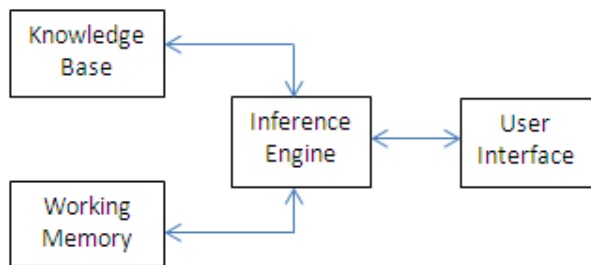 Knowledge
Base
Inference
Engine
User
Interface
Working
Memory